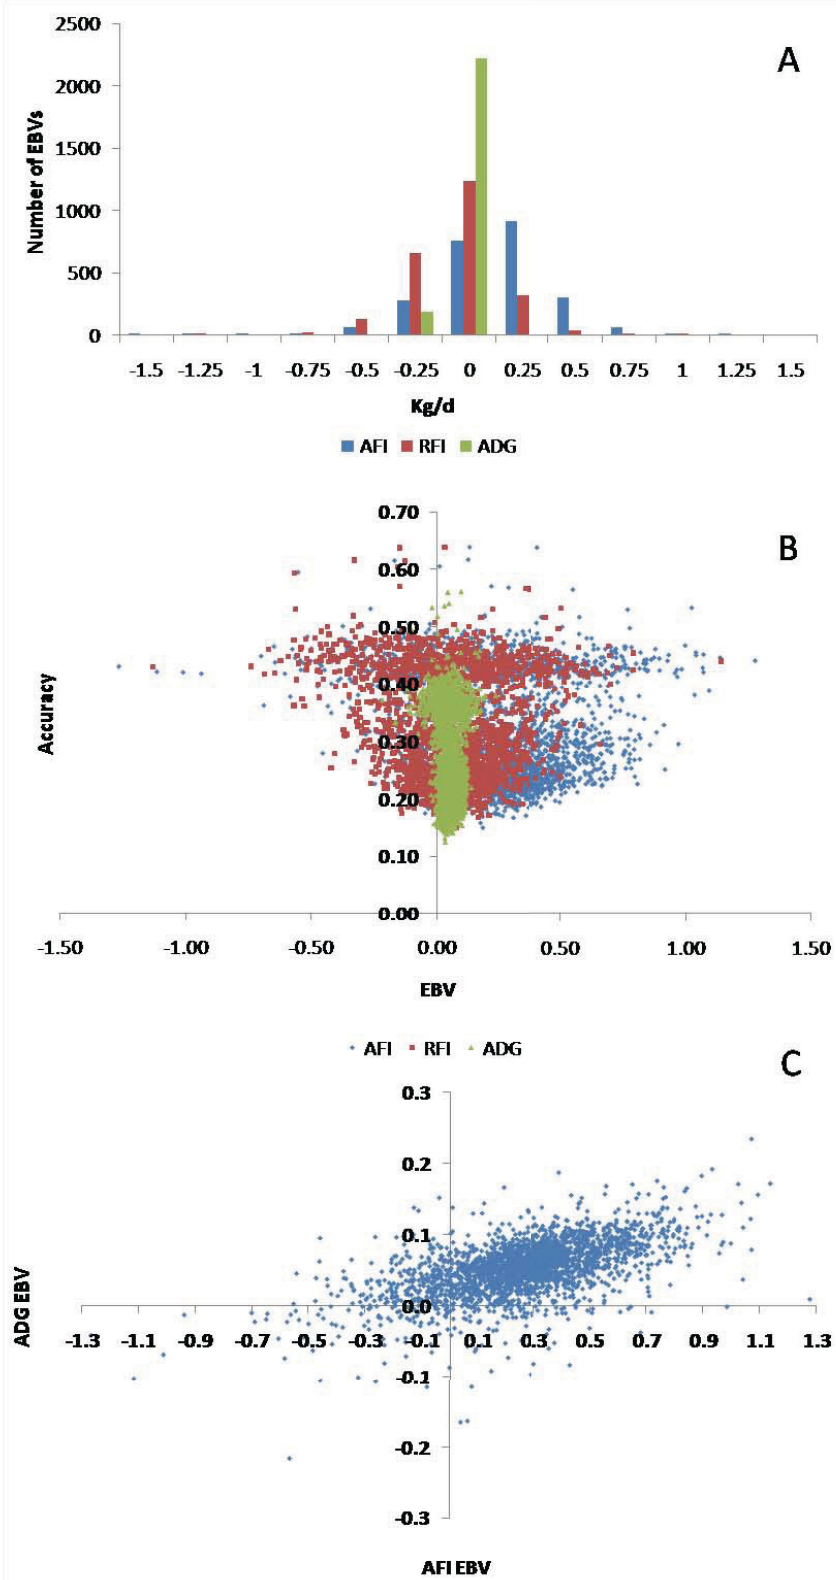 A
2500
2000
1500
1000
500
0
Number of EBVs
-1.5 -1.25 -1 -0.75 -0.5 -0.25 0 0.25 0.5 0.75 1 1.25 1.5
Kg/d
AFI RFI ADG
B
0.70
0.60
0.50
0.40
0.30
0.20
0.10
0.00
Accuracy
-1.50 -1.00 -0.50 0.00 0.50 1.00 1.50
EBV
AFI RFI ADG
C
0.3
0.2
0.1
0.0
-1.3 -1.1 -0.9 -0.7 -0.5 -0.3 -0.1 0.1 0.3 0.5 0.7 0.9 1.1 1.3
-0.1
-0.2
-0.3
ADG EBV
AFI EBV